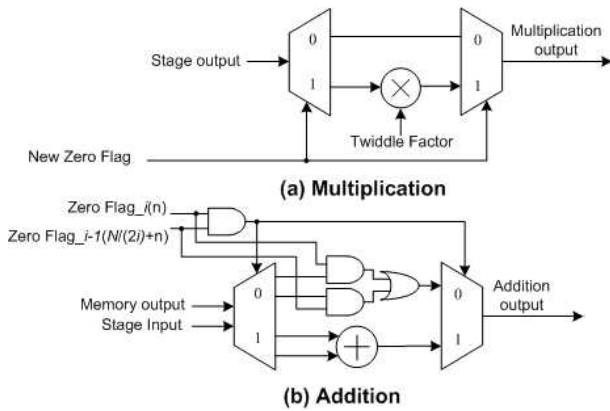 0
0
Multiplication
output
Stage output
1
1
Twiddle Factor
New Zero Flag
(a) Multiplication
Zero Flag_i(n)
Zero Flag_i-1(N/(2i)+n)
Memory output
0
0
Addition
output
Stage Input
1
1
(b) Addition